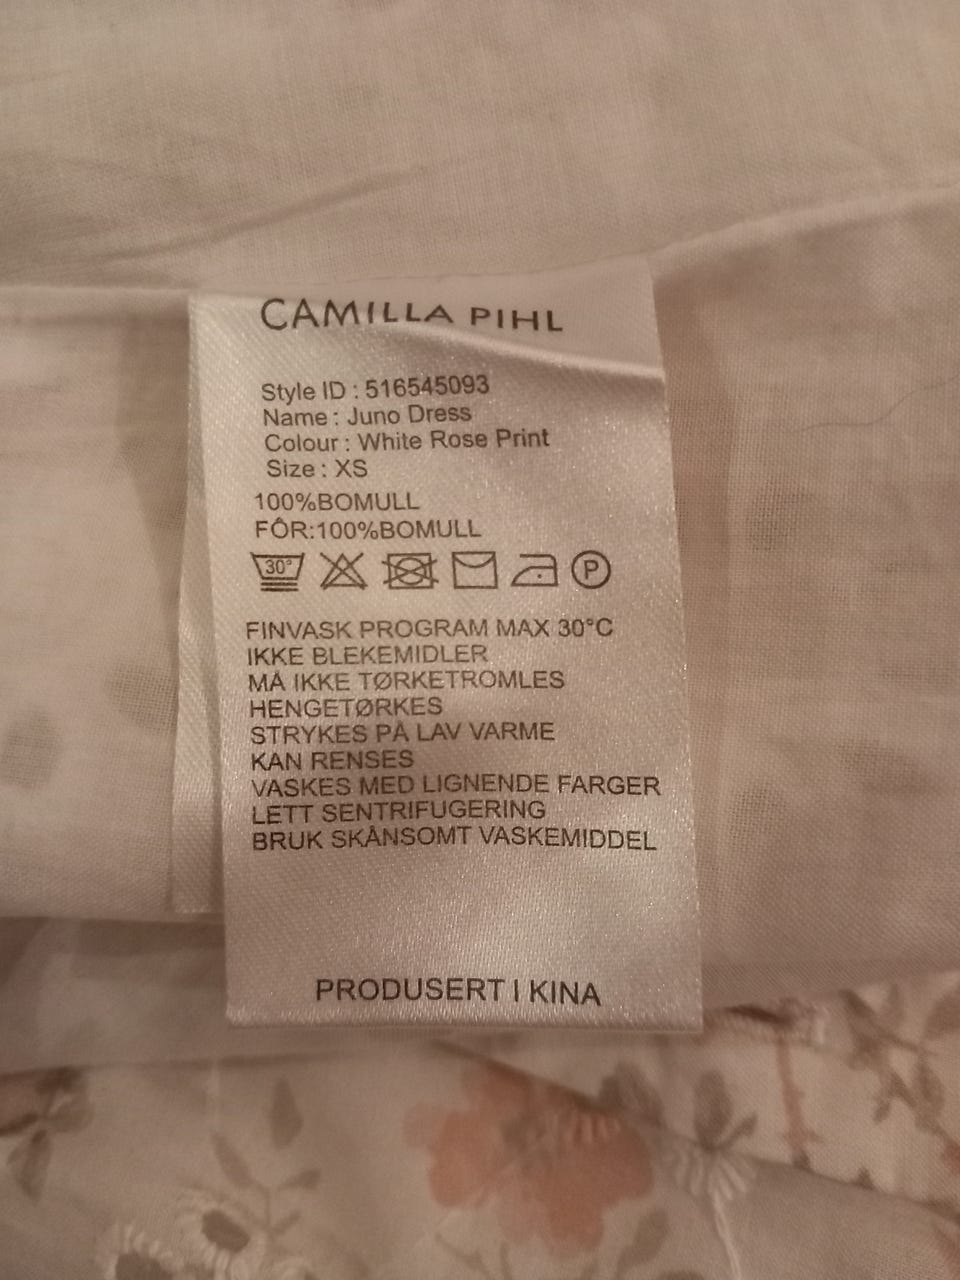 CAMILLA PIHL
Style ID : 516545093
Name : Juno Dress
Colour : White Rose Print
Size : XS
100%BOMULL
FÔR:100%BOMULL
30°
P
FINVASK PROGRAM MAX 30°C
IKKE BLEKEMIDLER
MÅ IKKE TØRKETROMLES
HENGETØRKES
STRYKES PÅ LAV VARME
KAN RENSES
VASKES MED LIGNENDE FARGER
LETT SENTRIFUGERING
BRUK SKÅNSOMT VASKEMIDDEL
PRODUSERT I KINA